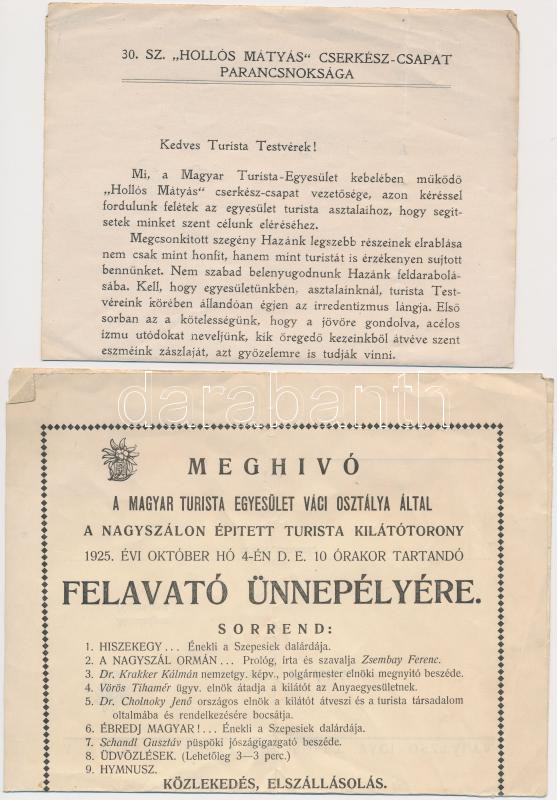 30. SZ. „HOLLÓS MÁTYÁS" CSERKÉSZ-CSAPAT
PARANCSNOKSÁGA
Kedves Turista Testvérek!
Mi, a Magyar Turista-Egyesület kebelében működő
„Hollós Mátyás" cserkész-csapat vezetősége, azon kéréssel
fordulunk felétek az egyesület turista asztalaihoz, hogy segit-
setek minket szent célunk eléréséhez.
Megcsonkitott szegény Hazánk legszebb részeinek elrablása
nem csak mint honfit, hanem mint turistát is érzékenyen sujtott
bennünket. Nem szabad belenyugodnunk Hazánk feldarabolá-
sába. Kell, hogy egyesületünkben, asztalainknál, turista Test-
véreink körében állandóan égjen az irredentizmus lángja. Első
sorban az a kötelességünk, hogy a jövőre gondolva, acélos
izmu utódokat neveljünk, kik öregedő kezeinkből átvéve szent
eszméink zászlaját, azt győzelemre is tudják vinni.
darabanth
MEGHIVÓ
A MAGYAR TURISTA EGYESÜLET VÁCI OSZTÁLYA ÁLTAL
A NAGYSZÁLON ÉPITETT TURISTA KILÁTÓTORONY
1925. ÉVI OKTÓBER HÓ 4-ÉN D. E. 10 ÓRAKOR TARTANDÓ
FELAVATÓ ÜNNEPÉLYÉRE.
SORREND:
1. HISZEKEGY... Énekli a Szepesiek dalárdája.
2. A NAGYSZÁL ORMÁN... Prológ, írta és szavalja Zsembay Ferenc.
3. Dr. Krakker Kálmán nemzetgy. képv., polgármester elnöki megnyitó beszéde.
4. Vörös Tihamér ügyv. elnök átadja a kilátót az Anyaegyesületnek.
5. Dr. Cholnoky Jenő országos elnök a kilátót átveszi és a turista társadalom
oltalmába és rendelkezésére bocsátja.
6. ÉBREDJ MAGYAR!... Énekli a Szepesiek dalárdája.
7. Schandl Gusztáv püspöki jószágigazgató beszéde.
8. ÜDVÖZLÉSEK. (Lehetőleg 3—3 perc.)
9. HYMNUSZ.
KÖZLEKEDÉS, ELSZÁLLÁSOLÁS.